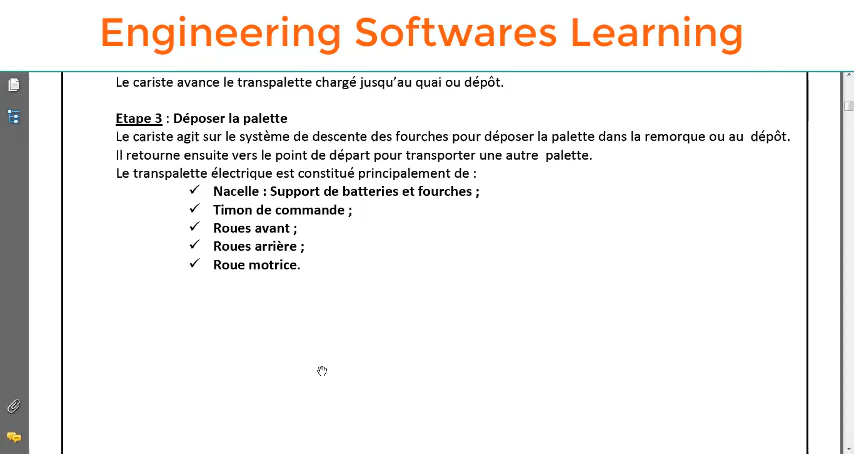 Engineering Softwares Learning
Le cariste avance le transpalette chargé jusqu'au quai ou dépôt.
Etape 3 : Déposer la palette
Le cariste agit sur le système de descente des fourches pour déposer la palette dans la remorque ou au dépôt.
Il retourne ensuite vers le point de départ pour transporter une autre palette.
Le transpalette électrique est constitué principalement de :
✓ Nacelle : Support de batteries et fourches ;
✓ Timon de commande ;
✓ Roues avant ;
✓ Roues arrière ;
✓ Roue motrice.